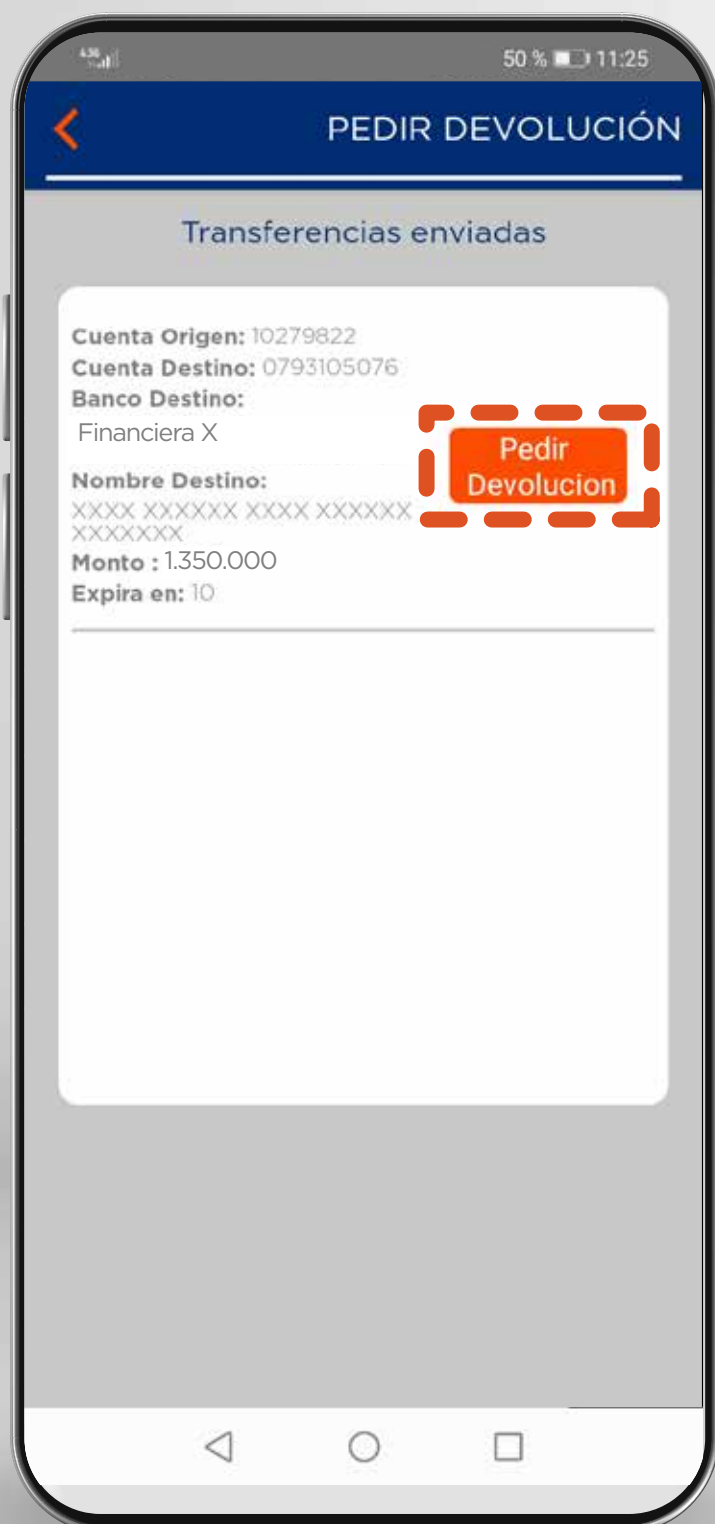 50 % 11:25
PEDIR DEVOLUCIÓN
Transferencias enviadas
Cuenta Origen: 10279822
Cuenta Destino: 0793105076
Banco Destino:
Financiera X
Pedir
Devolucion
Nombre Destino:
XXXX XXXXXX XXXX XXXXXX
XXXXXXX
Monto : 1.350.000
Expira en: 10